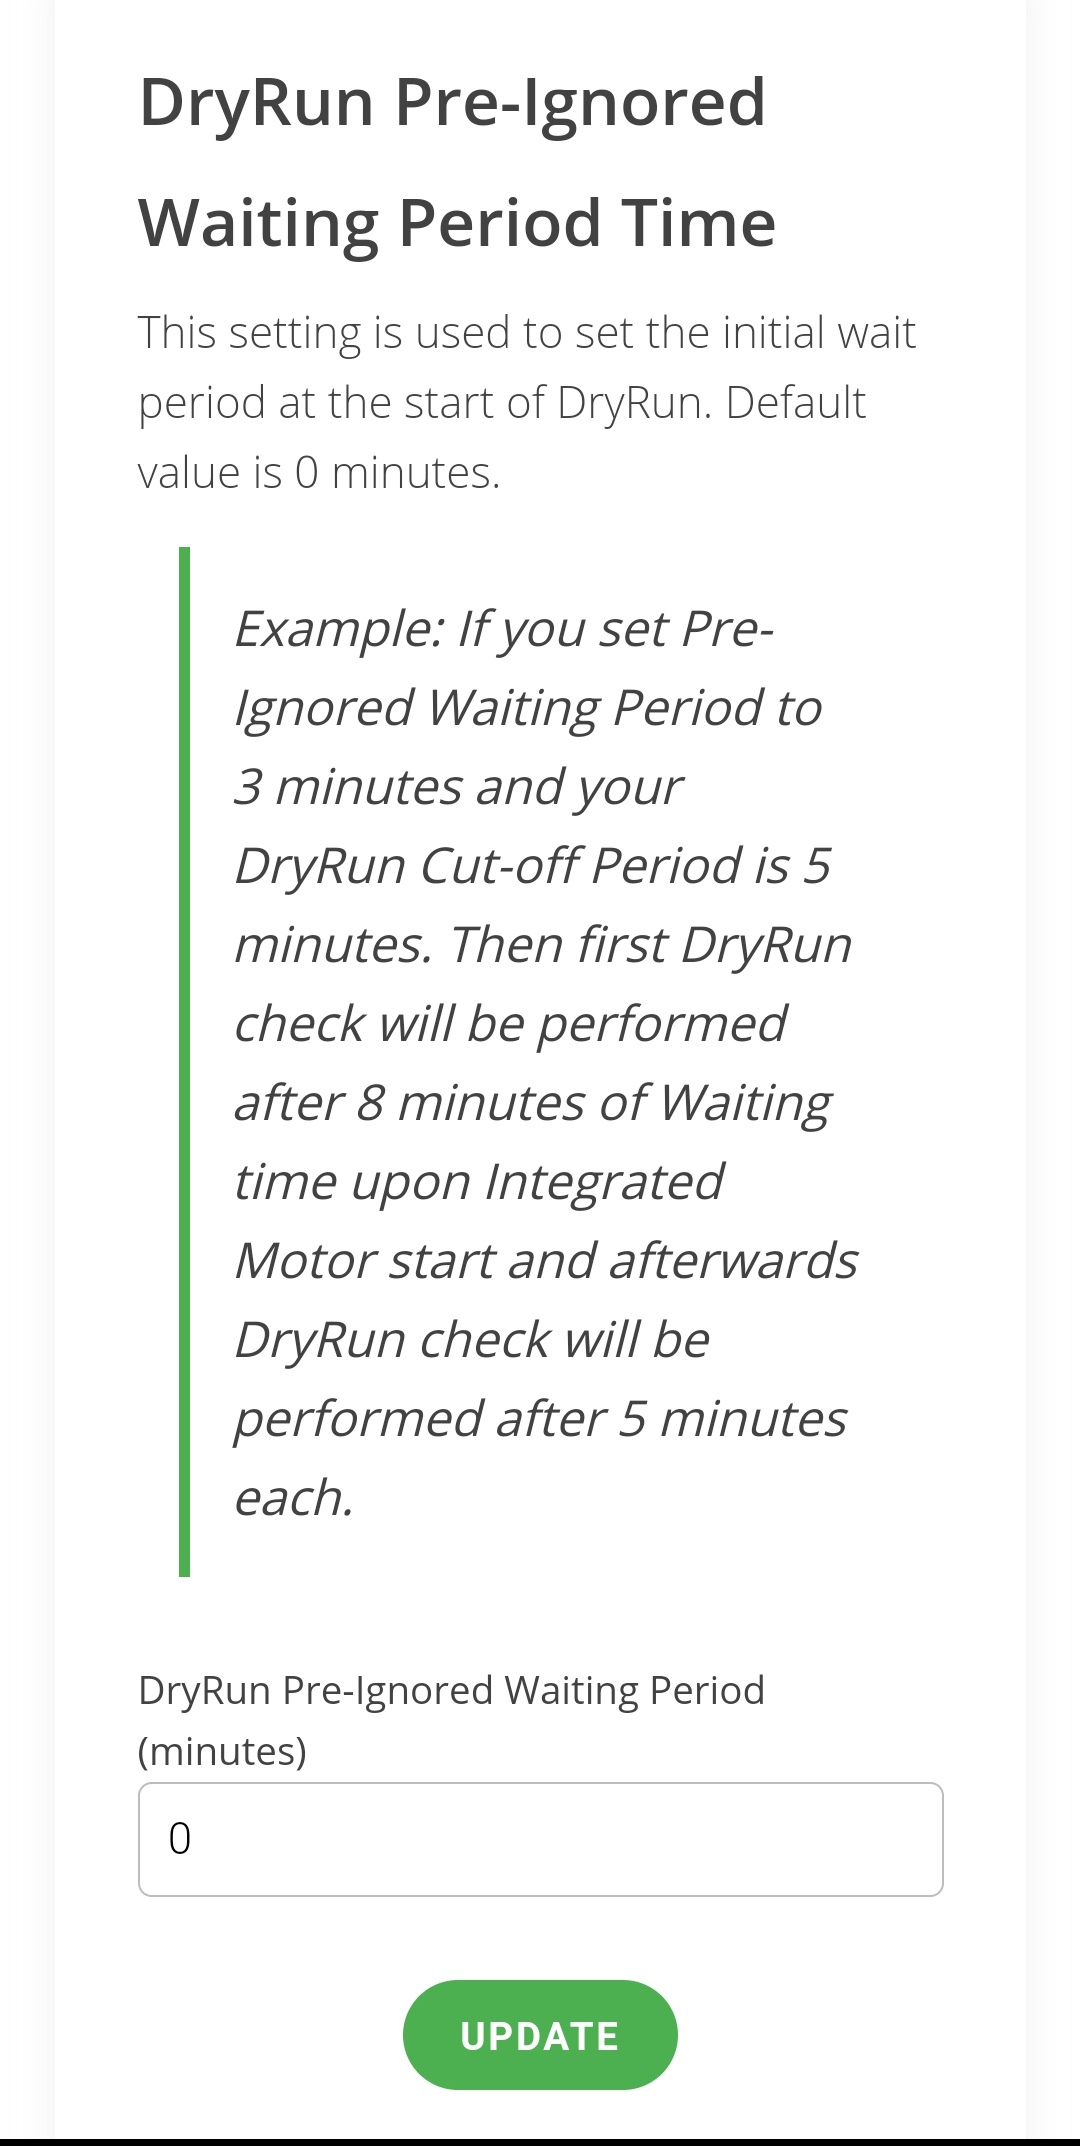 DryRun Pre-Ignored
Waiting Period Time
This setting is used to set the initial wait
period at the start of DryRun. Default
value is 0 minutes.
Example: If you set Pre-
Ignored Waiting Period to
3 minutes and your
DryRun Cut-off Period is 5
minutes. Then first DryRun
check will be performed
after 8 minutes of Waiting
time upon Integrated
Motor start and afterwards
DryRun check will be
performed after 5 minutes
each.
DryRun Pre-Ignored Waiting Period
(minutes)
0
UPDATE